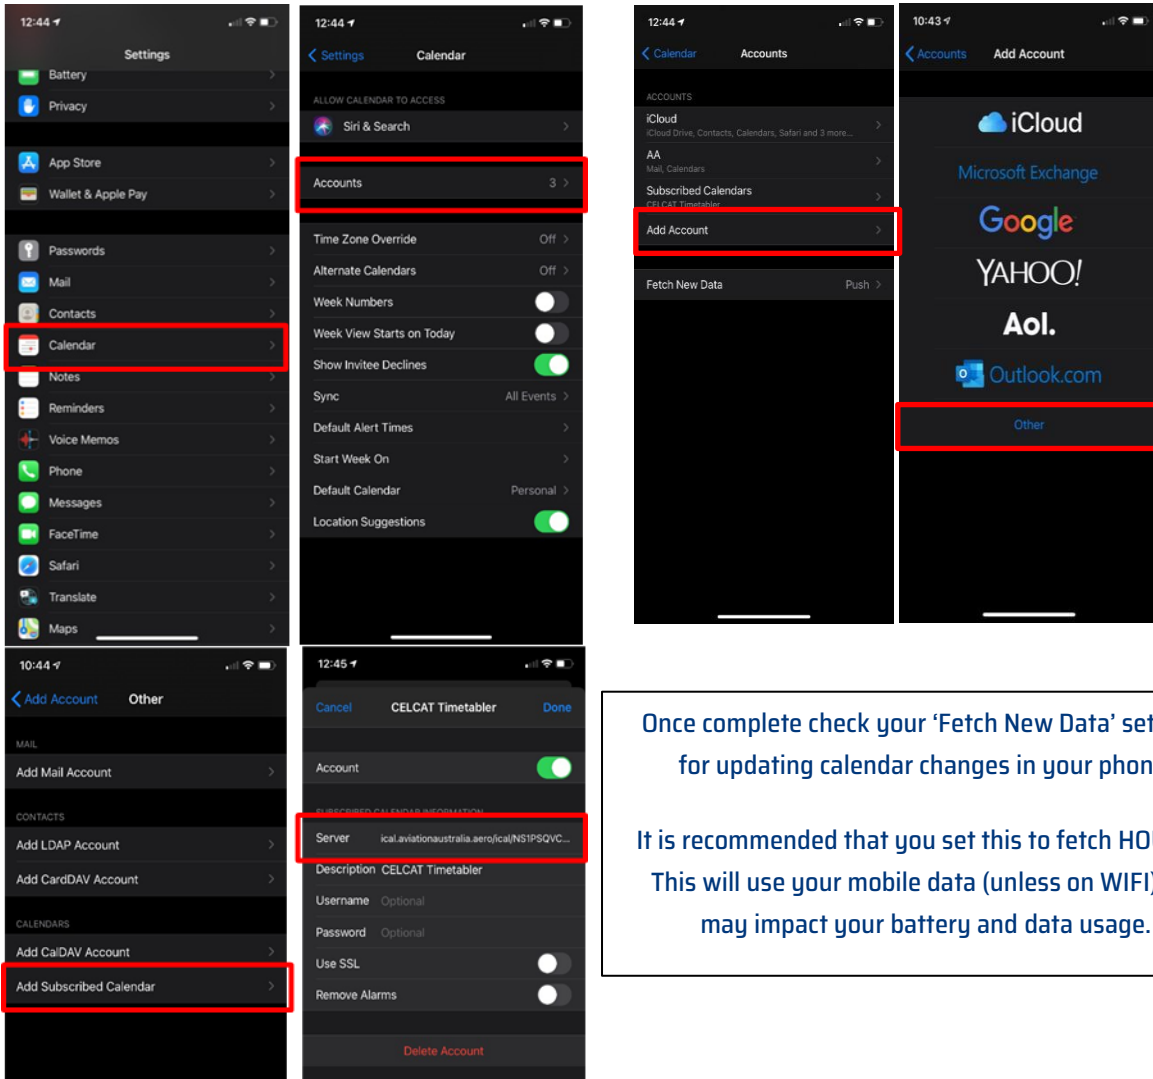 12:44
Settings
Battery
Privacy
App Store
Wallet & Apple Pay
Passwords
Mail
Contacts
Calendar
Notes
Reminders
Voice Memos
Phone
Messages
FaceTime
Safari
Translate
Maps
12:44
Settings Calendar
ALLOW CALENDAR TO ACCESS
Siri & Search
Accounts 3
Time Zone Override Off
Alternate Calendars Off
Week Numbers
Week View Starts on Today
Show Invitee Declines
Sync All Events
Default Alert Times
Start Week On
Default Calendar Personal
Location Suggestions
12:44
Calendar Accounts
ACCOUNTS
iCloud
iCloud Drive, Contacts, Calendars, Safari and 3 more...
AA
Mail, Calendars
Subscribed Calendars
CELCAT Timetabler
Add Account
Fetch New Data Push
10:43
Accounts Add Account
iCloud
Microsoft Exchange
Google
YAHOO!
Aol.
Outlook.com
Other
10:44
Add Account Other
MAIL
Add Mail Account
CONTACTS
Add LDAP Account
Add CardDAV Account
CALENDARS
Add CalDAV Account
Add Subscribed Calendar
12:45
Cancel CELCAT Timetabler Done
Account
SUBSCRIBED CALENDAR INFORMATION
Server ical.aviationaustralia.aero/ical/NS1PSQVC...
Description CELCAT Timetabler
Username Optional
Password Optional
Use SSL
Remove Alarms
Delete Account
Once complete check your ‘Fetch New Data’ set
for updating calendar changes in your phon
It is recommended that you set this to fetch HO
This will use your mobile data (unless on WIFI)
may impact your battery and data usage.